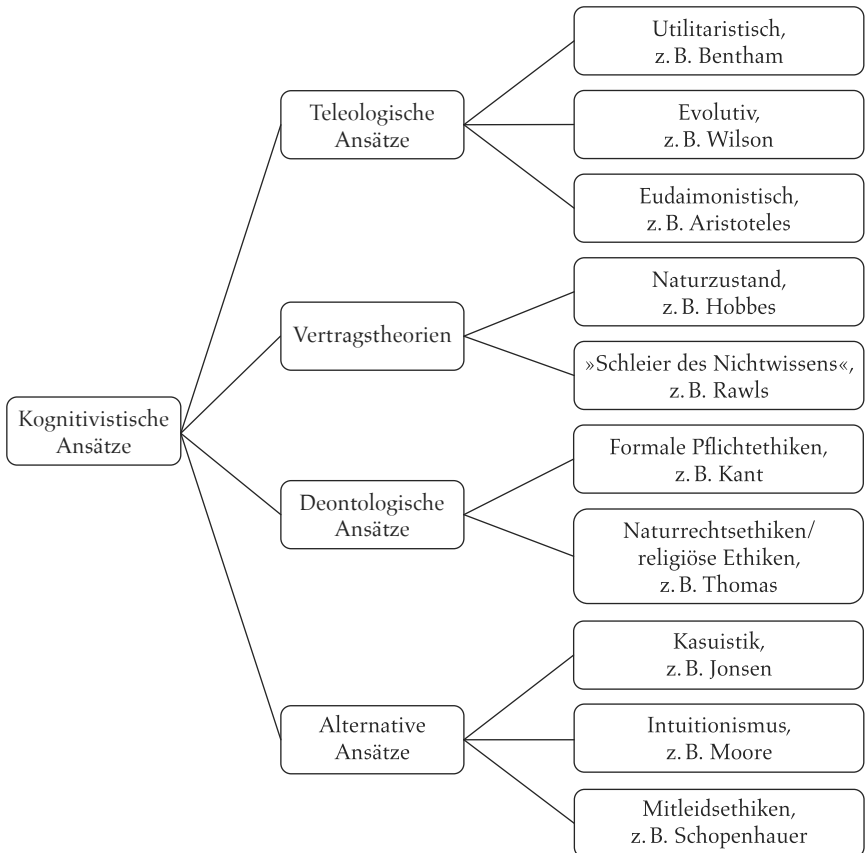 Utilitaristisch,
z. B. Bentham
Teleologische
Ansätze
Evolutiv,
z. B. Wilson
Eudaimonistisch,
z. B. Aristoteles
Naturzustand,
z. B. Hobbes
Vertragstheorien
»Schleier des Nichtwissens«,
z. B. Rawls
Kognitivistische
Ansätze
Formale Pflichtethiken,
z. B. Kant
Deontologische
Ansätze
Naturrechtsethiken/
religiöse Ethiken,
z. B. Thomas
Kasuistik,
z. B. Jonsen
Alternative
Ansätze
Intuitionismus,
z. B. Moore
Mitleidsethiken,
z. B. Schopenhauer